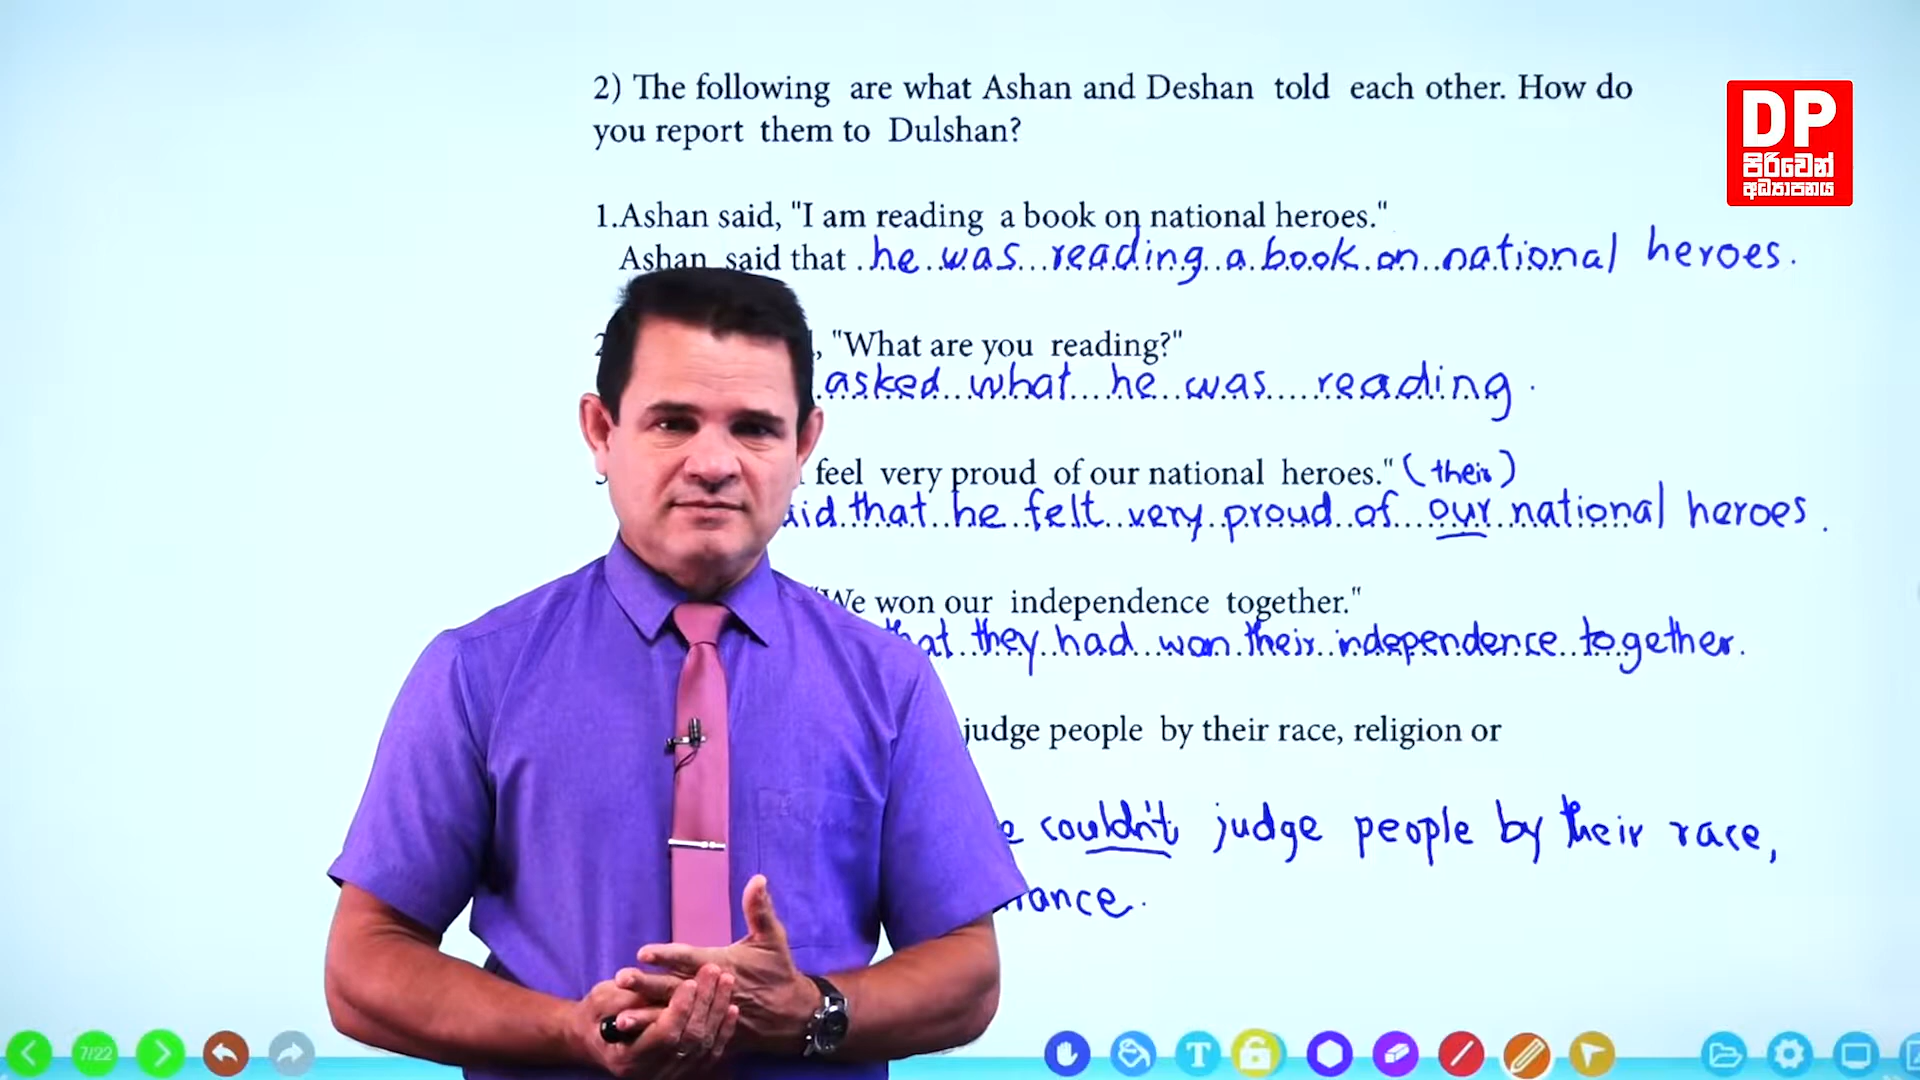 2) The following are what Ashan and Deshan told each other. How do
you report them to Dulshan?
DP
පිරිවෙන්
අධ්‍යාපනය
1.Ashan said, "I am reading a book on national heroes."
Ashan said that he was reading a book on national heroes.
, "What are you reading?"
asked what he was reading.
feel very proud of our national heroes." (their)
that he felt very proud of our national heroes.
"We won our independence together."
they had won their independence together.
judge people by their race, religion or
couldn't judge people by their race,
7/22